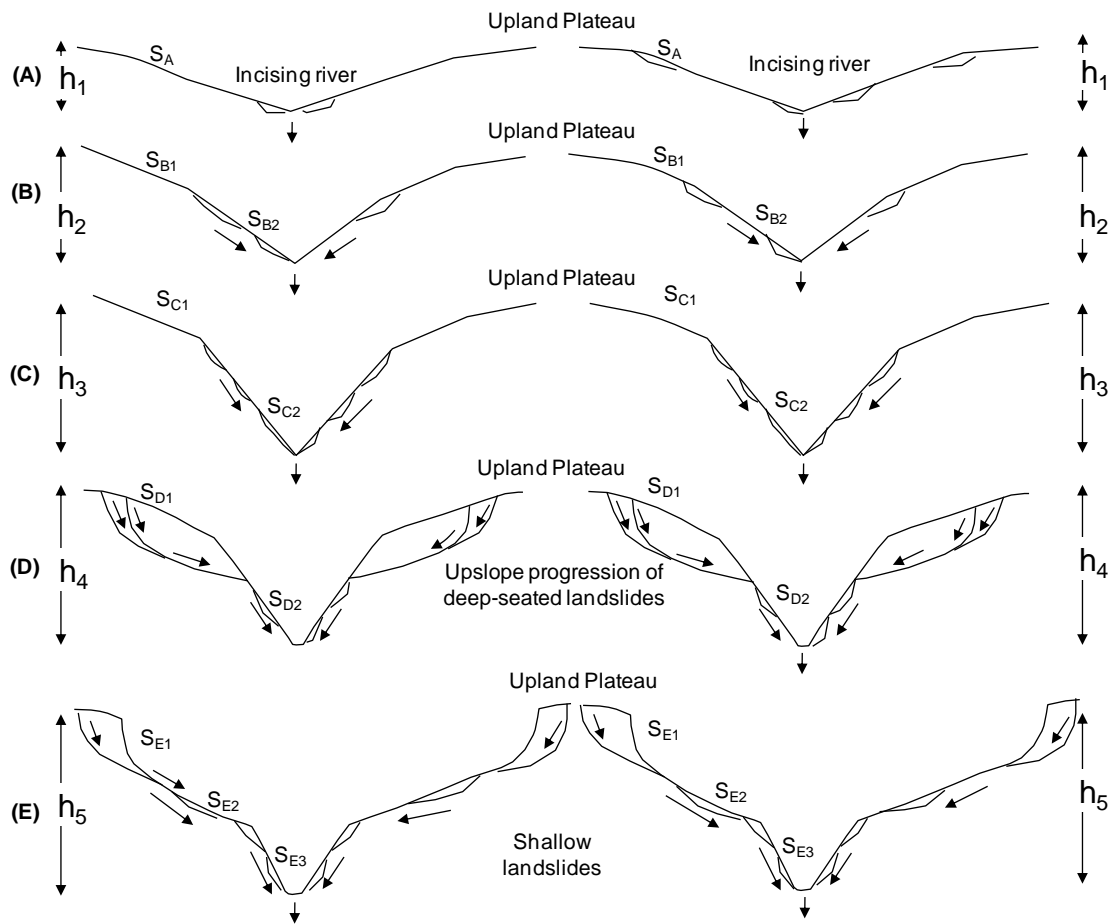 Upland Plateau
(A)
h1
SA
Incising river
SA
Incising river
h1
Upland Plateau
(B)
h2
SB1
SB2
SB1
SB2
h2
Upland Plateau
(C)
h3
SC1
SC2
SC1
SC2
h3
Upland Plateau
(D)
h4
SD1
SD2
Upslope progression of
deep-seated landslides
SD1
SD2
h4
Upland Plateau
(E)
h5
SE1
SE2
SE3
Shallow
landslides
SE1
SE2
SE3
h5